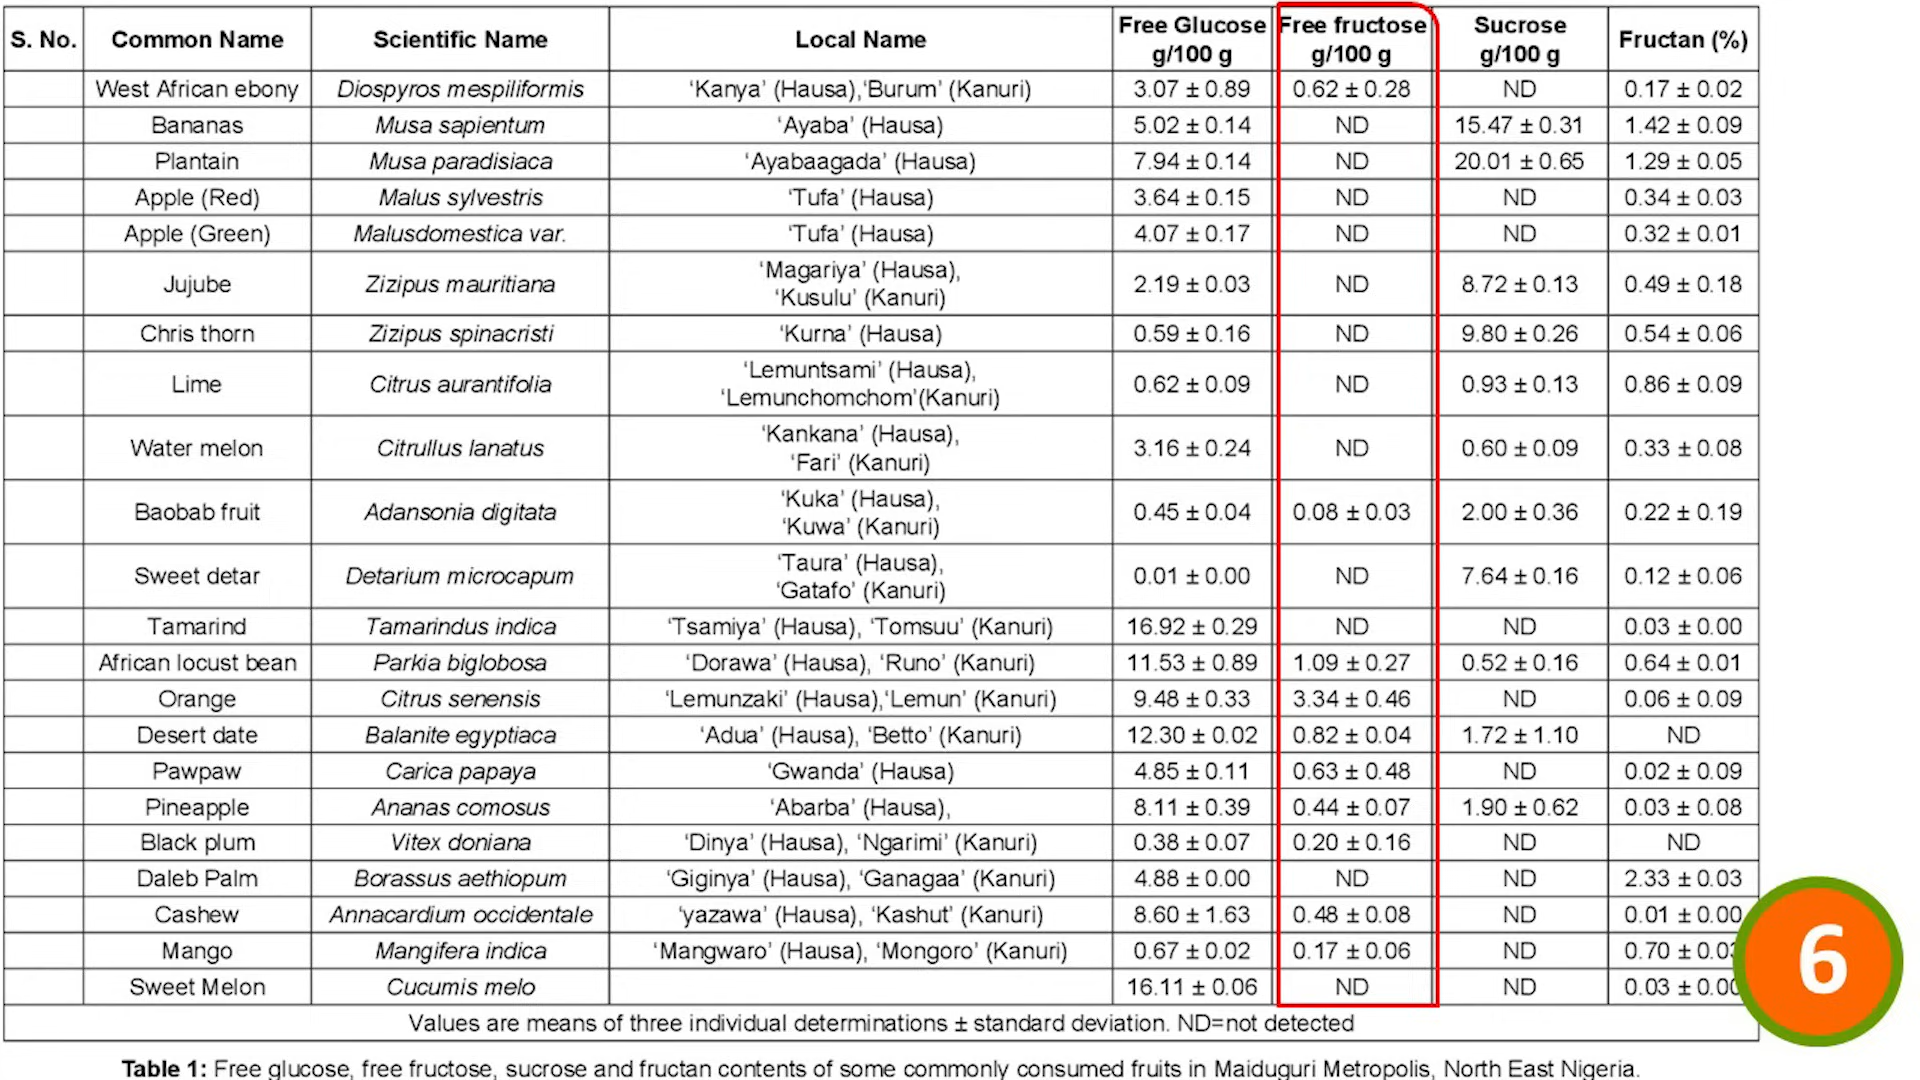 S. No. Common Name Scientific Name Local Name Free Glucose g/100 g Free fructose g/100 g Sucrose g/100 g Fructan (%)
West African ebony Diospyros mespiliformis ‘Kanya’ (Hausa),‘Burum’ (Kanuri) 3.07 ± 0.89 0.62 ± 0.28 ND 0.17 ± 0.02
Bananas Musa sapientum ‘Ayaba’ (Hausa) 5.02 ± 0.14 ND 15.47 ± 0.31 1.42 ± 0.09
Plantain Musa paradisiaca ‘Ayabaagada’ (Hausa) 7.94 ± 0.14 ND 20.01 ± 0.65 1.29 ± 0.05
Apple (Red) Malus sylvestris ‘Tufa’ (Hausa) 3.64 ± 0.15 ND ND 0.34 ± 0.03
Apple (Green) Malusdomestica var. ‘Tufa’ (Hausa) 4.07 ± 0.17 ND ND 0.32 ± 0.01
Jujube Zizipus mauritiana ‘Magariya’ (Hausa), ‘Kusulu’ (Kanuri) 2.19 ± 0.03 ND 8.72 ± 0.13 0.49 ± 0.18
Chris thorn Zizipus spinacristi ‘Kurna’ (Hausa) 0.59 ± 0.16 ND 9.80 ± 0.26 0.54 ± 0.06
Lime Citrus aurantifolia ‘Lemuntsami’ (Hausa), ‘Lemunchomchom’(Kanuri) 0.62 ± 0.09 ND 0.93 ± 0.13 0.86 ± 0.09
Water melon Citrullus lanatus ‘Kankana’ (Hausa), ‘Fari’ (Kanuri) 3.16 ± 0.24 ND 0.60 ± 0.09 0.33 ± 0.08
Baobab fruit Adansonia digitata ‘Kuka’ (Hausa), ‘Kuwa’ (Kanuri) 0.45 ± 0.04 0.08 ± 0.03 2.00 ± 0.36 0.22 ± 0.19
Sweet detar Detarium microcapum ‘Taura’ (Hausa), ‘Gatafo’ (Kanuri) 0.01 ± 0.00 ND 7.64 ± 0.16 0.12 ± 0.06
Tamarind Tamarindus indica ‘Tsamiya’ (Hausa), ‘Tomsuu’ (Kanuri) 16.92 ± 0.29 ND ND 0.03 ± 0.00
African locust bean Parkia biglobosa ‘Dorawa’ (Hausa), ‘Runo’ (Kanuri) 11.53 ± 0.89 1.09 ± 0.27 0.52 ± 0.16 0.64 ± 0.01
Orange Citrus senensis ‘Lemunzaki’ (Hausa),‘Lemun’ (Kanuri) 9.48 ± 0.33 3.34 ± 0.46 ND 0.06 ± 0.09
Desert date Balanite egyptiaca ‘Adua’ (Hausa), ‘Betto’ (Kanuri) 12.30 ± 0.02 0.82 ± 0.04 1.72 ± 1.10 ND
Pawpaw Carica papaya ‘Gwanda’ (Hausa) 4.85 ± 0.11 0.63 ± 0.48 ND 0.02 ± 0.09
Pineapple Ananas comosus ‘Abarba’ (Hausa), 8.11 ± 0.39 0.44 ± 0.07 1.90 ± 0.62 0.03 ± 0.08
Black plum Vitex doniana ‘Dinya’ (Hausa), ‘Ngarimi’ (Kanuri) 0.38 ± 0.07 0.20 ± 0.16 ND ND
Daleb Palm Borassus aethiopum ‘Giginya’ (Hausa), ‘Ganagaa’ (Kanuri) 4.88 ± 0.00 ND ND 2.33 ± 0.03
Cashew Annacardium occidentale ‘yazawa’ (Hausa), ‘Kashut’ (Kanuri) 8.60 ± 1.63 0.48 ± 0.08 ND 0.01 ± 0.00
Mango Mangifera indica ‘Mangwaro’ (Hausa), ‘Mongoro’ (Kanuri) 0.67 ± 0.02 0.17 ± 0.06 ND 0.70 ±
Sweet Melon Cucumis melo 16.11 ± 0.06 ND ND 0.03 ±
6
Values are means of three individual determinations ± standard deviation. ND=not detected
Table 1: Free glucose, free fructose, sucrose and fructan contents of some commonly consumed fruits in Maiduguri Metropolis, North East Nigeria.